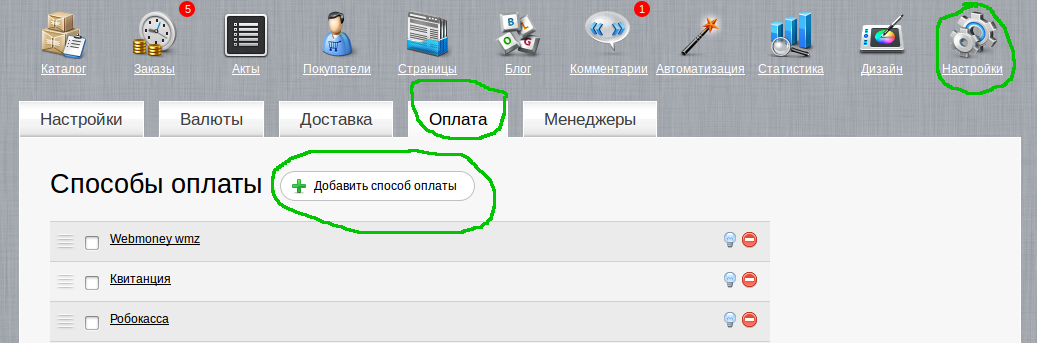 5 1
Каталог Заказы Акты Покупатели Страницы Блог Комментарии Автоматизация Статистика Дизайн Настройки
Настройки Валюты Доставка Оплата Менеджеры
Способы оплаты Добавить способ оплаты
Webmoney wmz
Квитанция
Робокасса